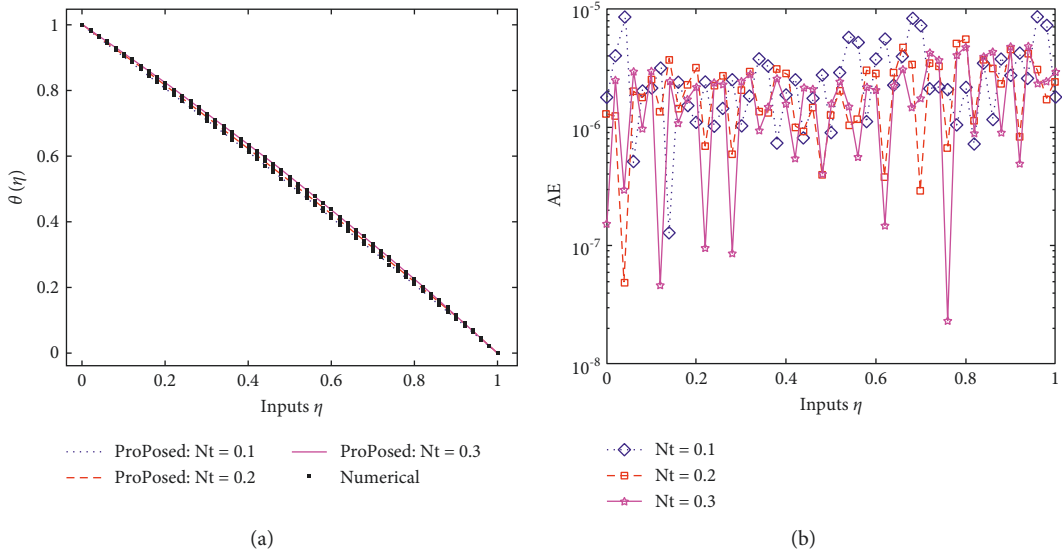 1
0.8
0.6
0.4
0.2
0
θ (η)
0
0.2
0.4
0.6
0.8
1
Inputs η
ProPosed: Nt = 0.1
ProPosed: Nt = 0.3
ProPosed: Nt = 0.2
Numerical
(a)
10-5
10-6
10-7
10-8
AE
0
0.2
0.4
0.6
0.8
1
Inputs η
Nt = 0.1
Nt = 0.2
Nt = 0.3
(b)